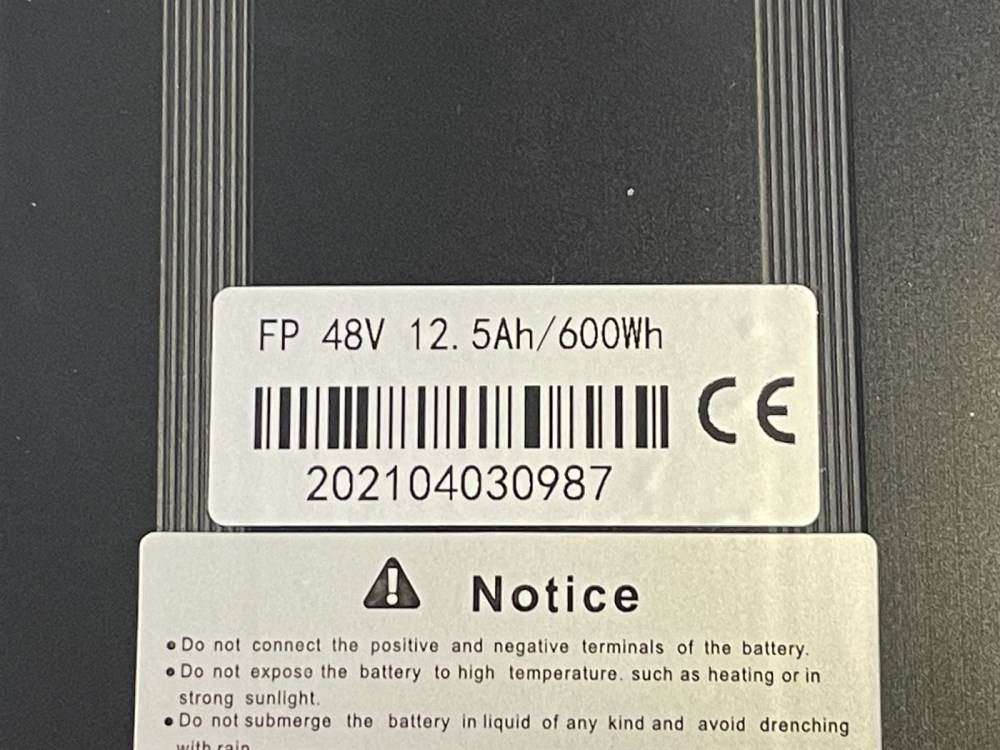 FP 48V 12.5Ah/600Wh
CE
202104030987
Notice
•Do not connect the positive and negative terminals of the battery.
•Do not expose the battery to high temperature. such as heating or in
strong sunlight.
•Do not submerge the battery in liquid of any kind and avoid drenching
with rain